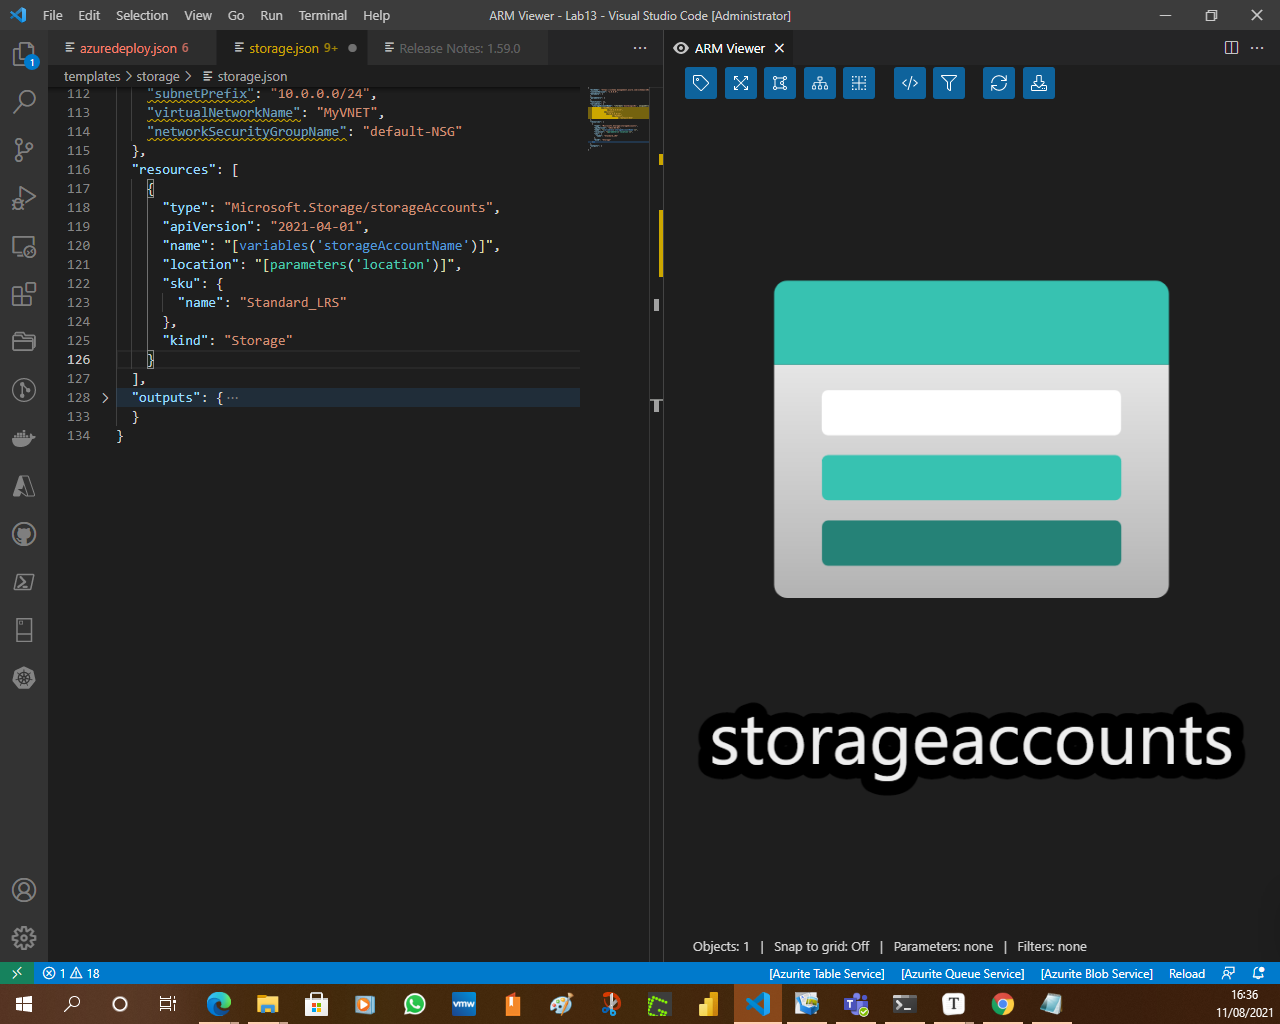 File Edit Selection View Go Run Terminal Help
ARM Viewer - Lab13 - Visual Studio Code [Administrator]
azuredeploy.json 6
storage.json 9+
Release Notes: 1.59.0
ARM Viewer
templates > storage > storage.json
112 "subnetPrefix": "10.0.0.0/24",
113 "virtualNetworkName": "MyVNET",
114 "networkSecurityGroupName": "default-NSG"
115 },
116 "resources": [
117 {
118 "type": "Microsoft.Storage/storageAccounts",
119 "apiVersion": "2021-04-01",
120 "name": "[variables('storageAccountName')]",
121 "location": "[parameters('location')]",
122 "sku": {
123 "name": "Standard_LRS"
124 },
125 "kind": "Storage"
126 }
127 ],
128 "outputs": { ···
133 }
134 }
1
storageaccounts
Objects: 1 | Snap to grid: Off | Parameters: none | Filters: none
1 18
[Azurite Table Service] [Azurite Queue Service] [Azurite Blob Service] Reload
vmw
T
16:36
11/08/2021